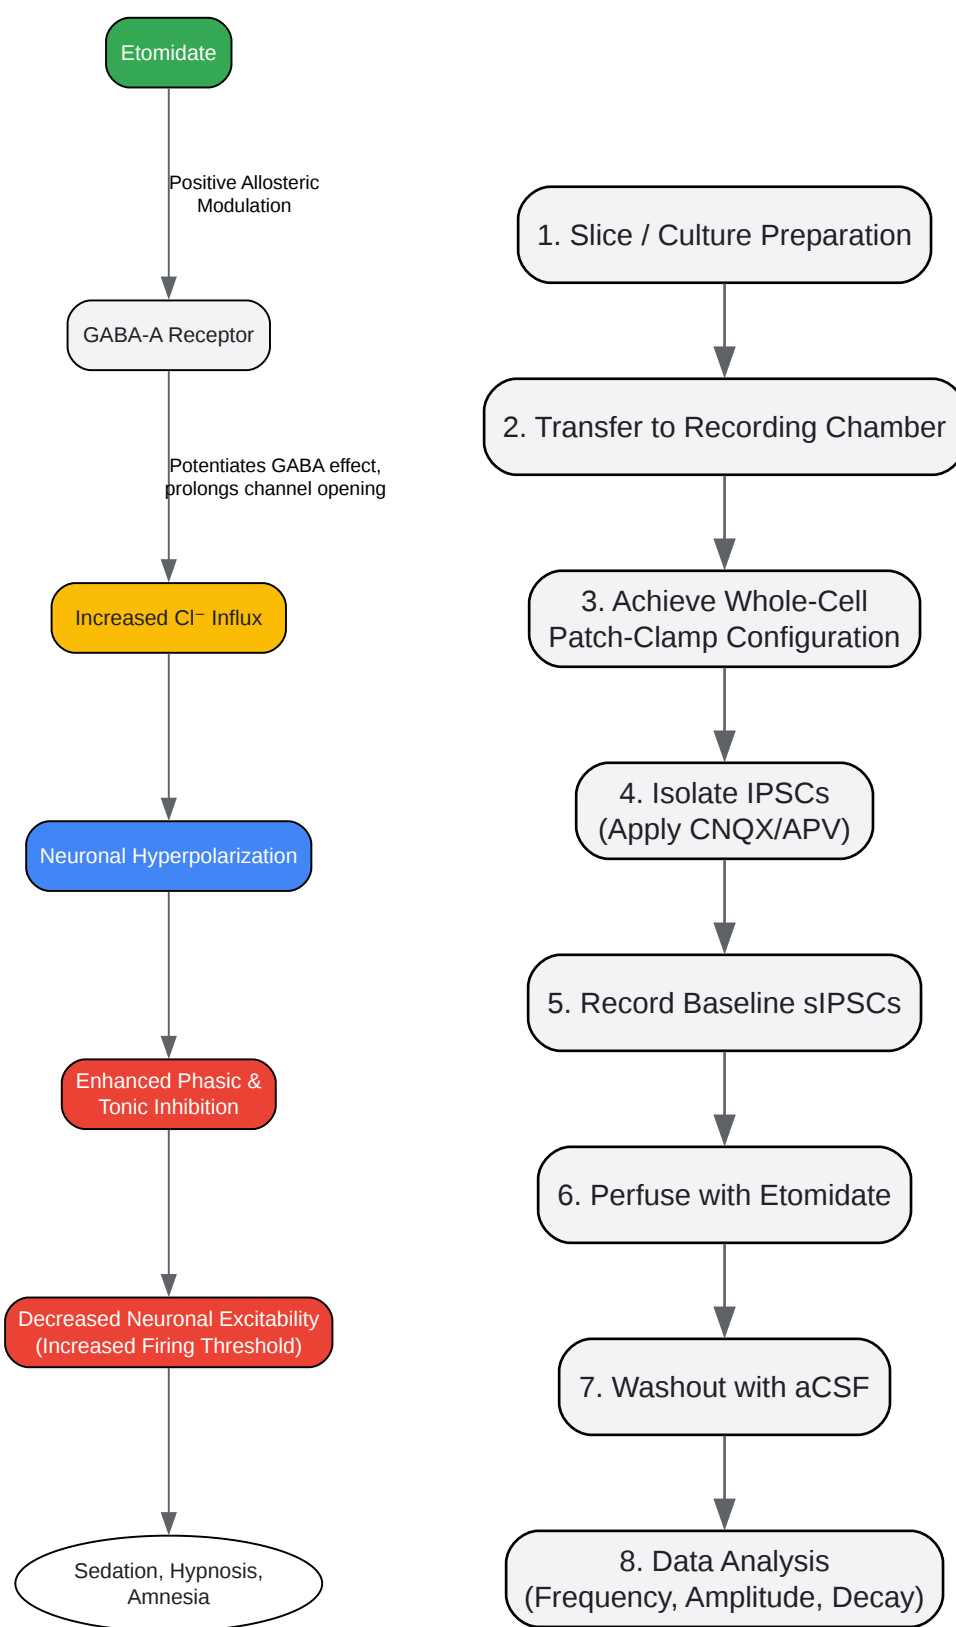 Etomidate
Positive Allosteric
Modulation
GABA-A Receptor
Potentiates GABA effect,
prolongs channel opening
Increased Cl⁻ Influx
Neuronal Hyperpolarization
Enhanced Phasic &
Tonic Inhibition
Decreased Neuronal Excitability
(Increased Firing Threshold)
Sedation, Hypnosis,
Amnesia
1. Slice / Culture Preparation
2. Transfer to Recording Chamber
3. Achieve Whole-Cell
Patch-Clamp Configuration
4. Isolate IPSCs
(Apply CNQX/APV)
5. Record Baseline sIPSCs
6. Perfuse with Etomidate
7. Washout with aCSF
8. Data Analysis
(Frequency, Amplitude, Decay)